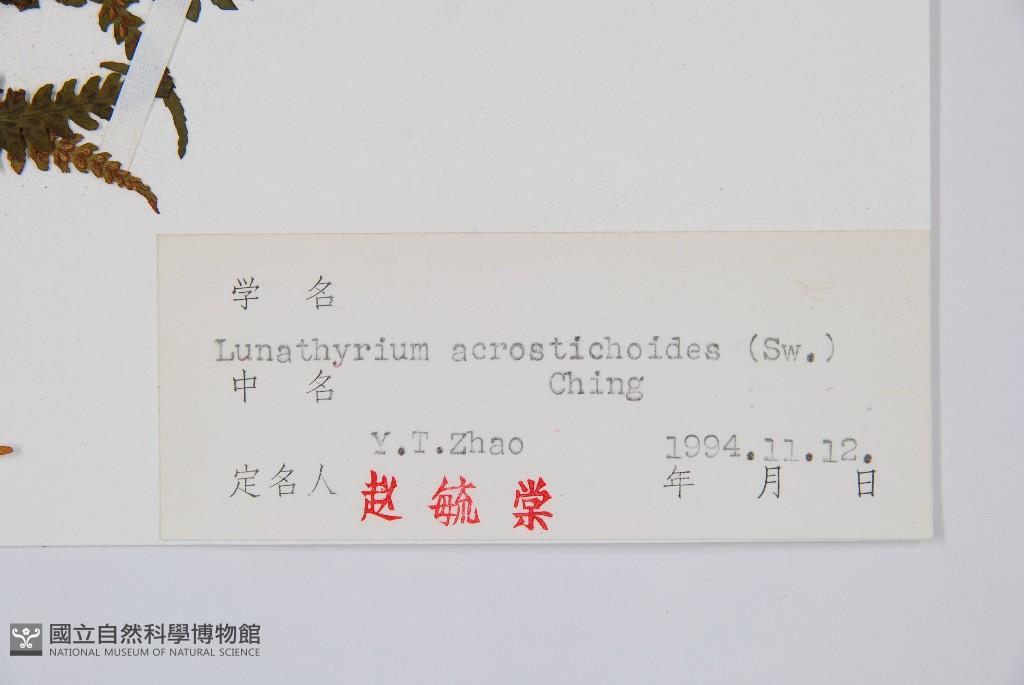 学 名
Lunathyrium acrostichoides (Sw.)
中 名 Ching
Y.T.Zhao 1994.11.12.
定名人 赵毓棠 年 月 日
國立自然科學博物館
NATIONAL MUSEUM OF NATURAL SCIENCE